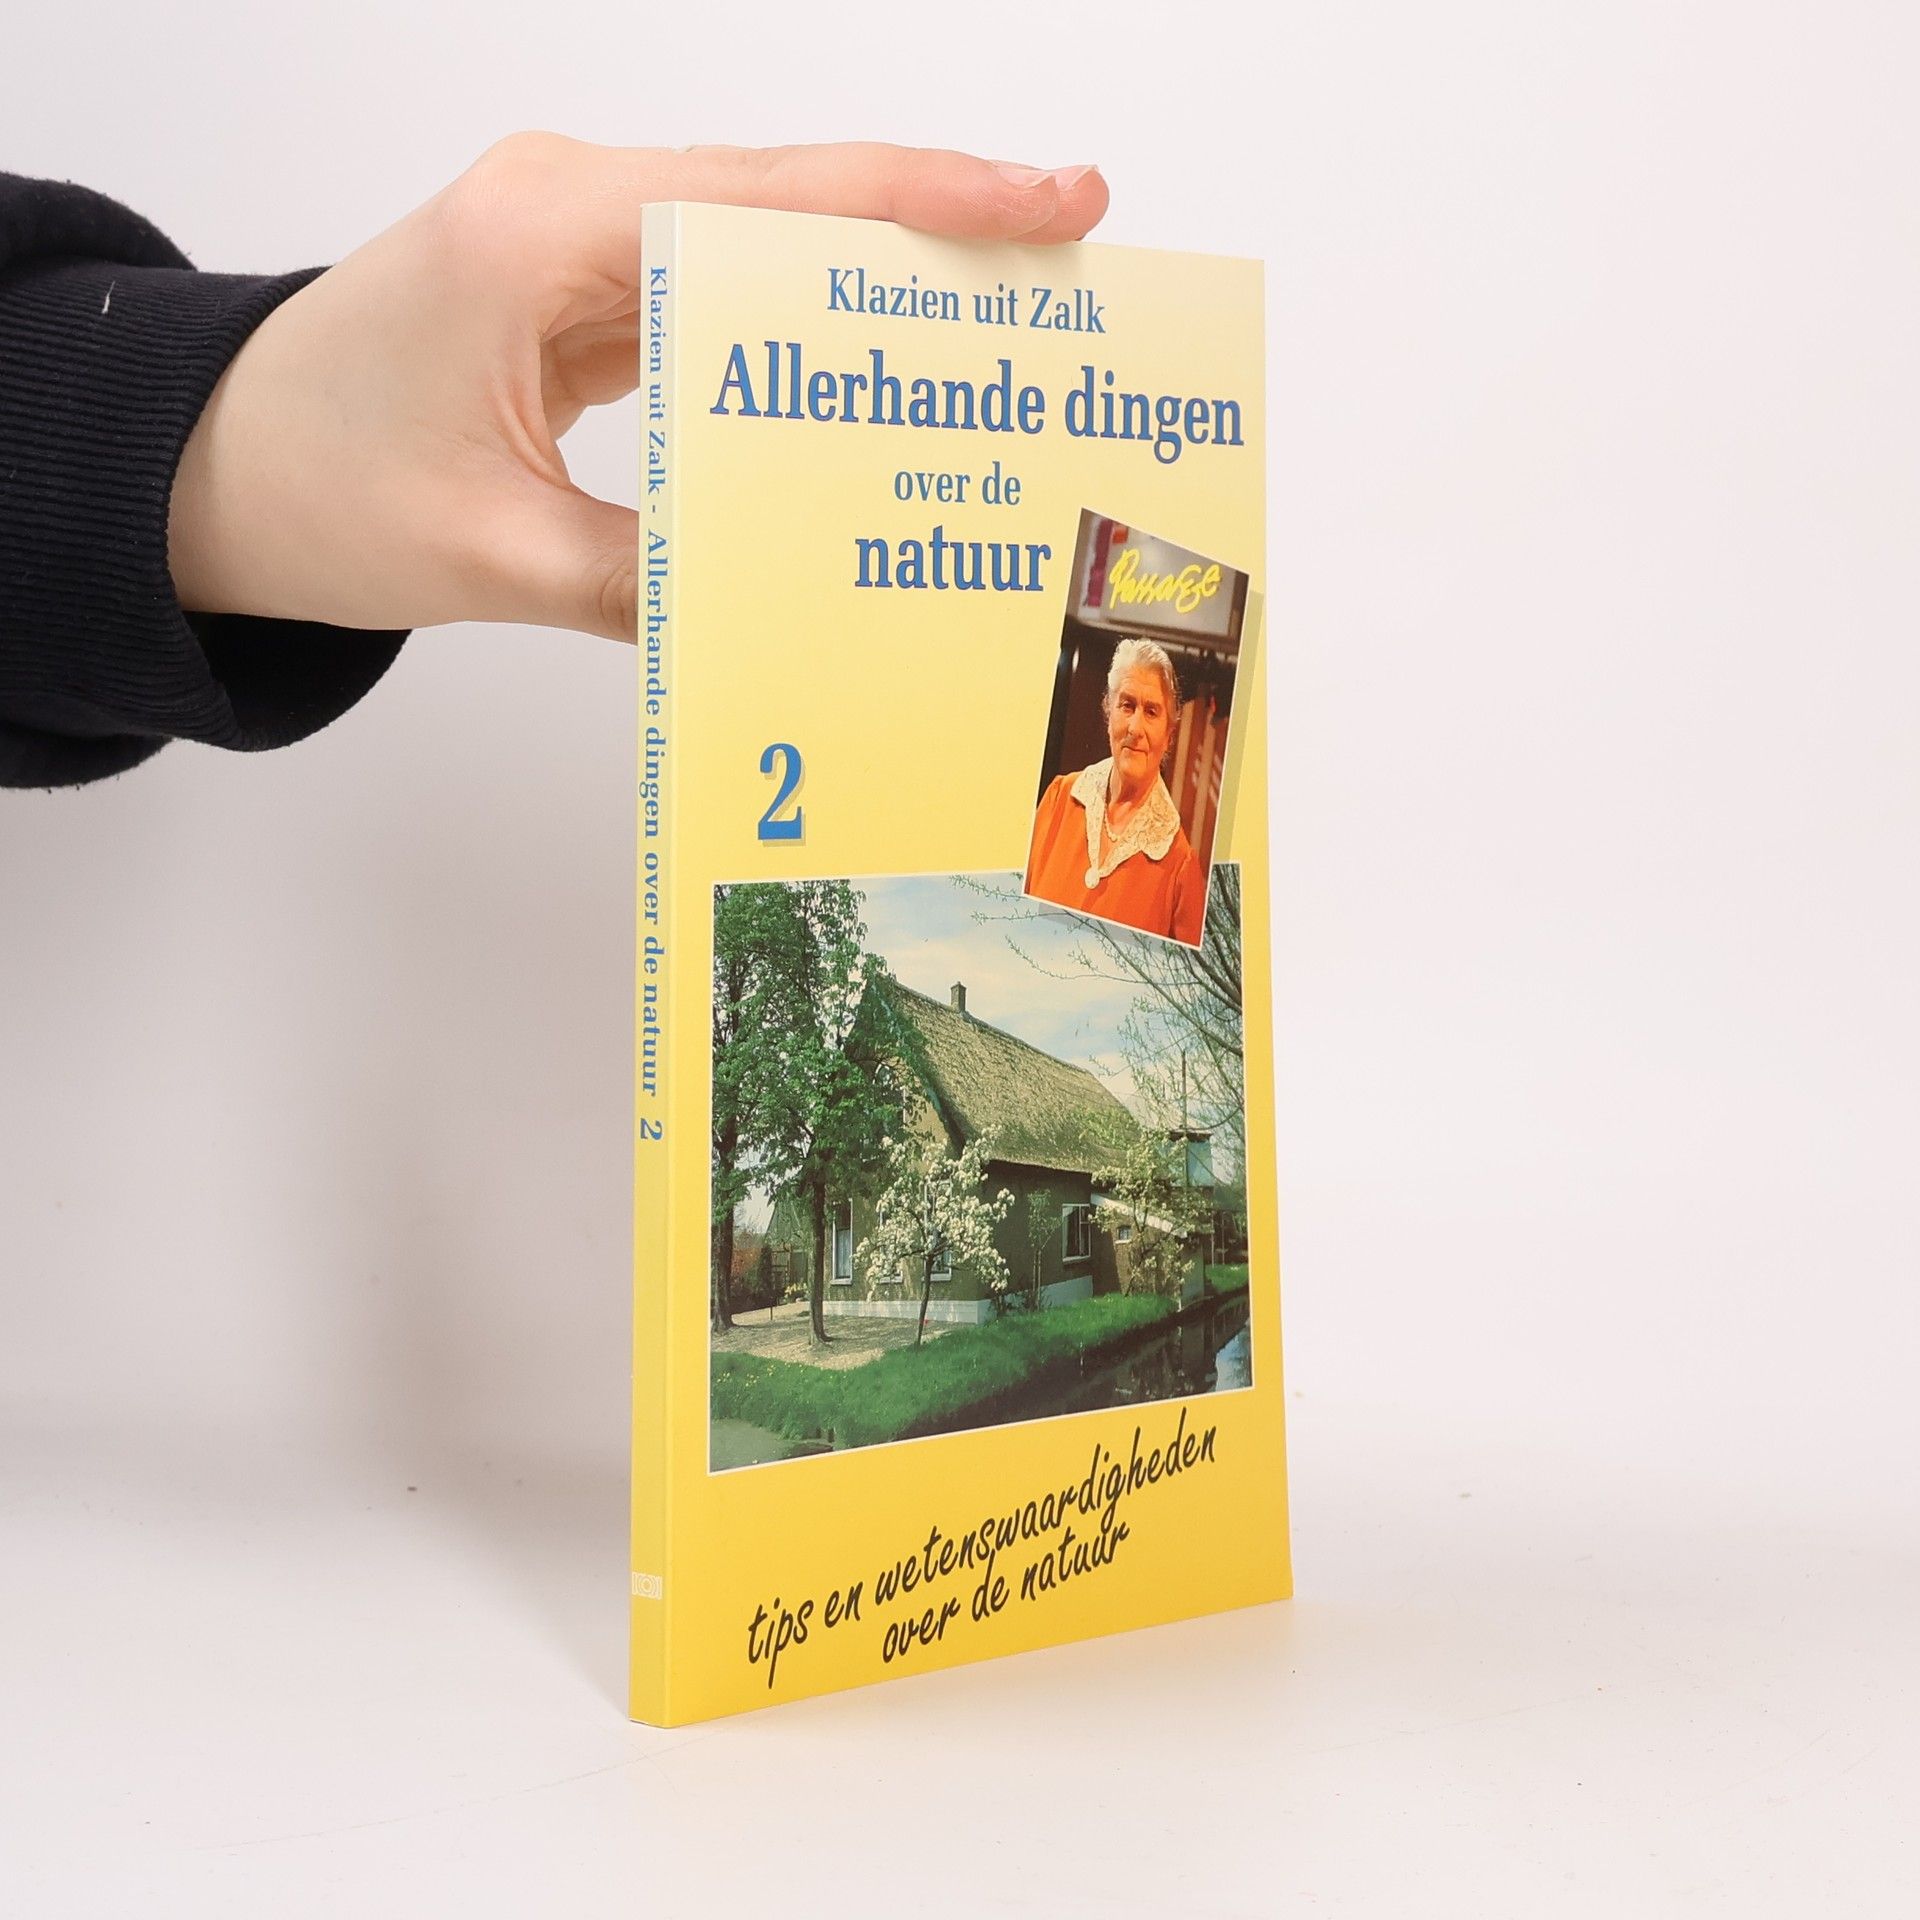 Klazien uit Zalk - Allerhande dingen over de natuur 2
Klazien uit Zalk
Allerhande dingen
over de
natuur
Passage
2
tips en wetenswaardigheden
over de natuur